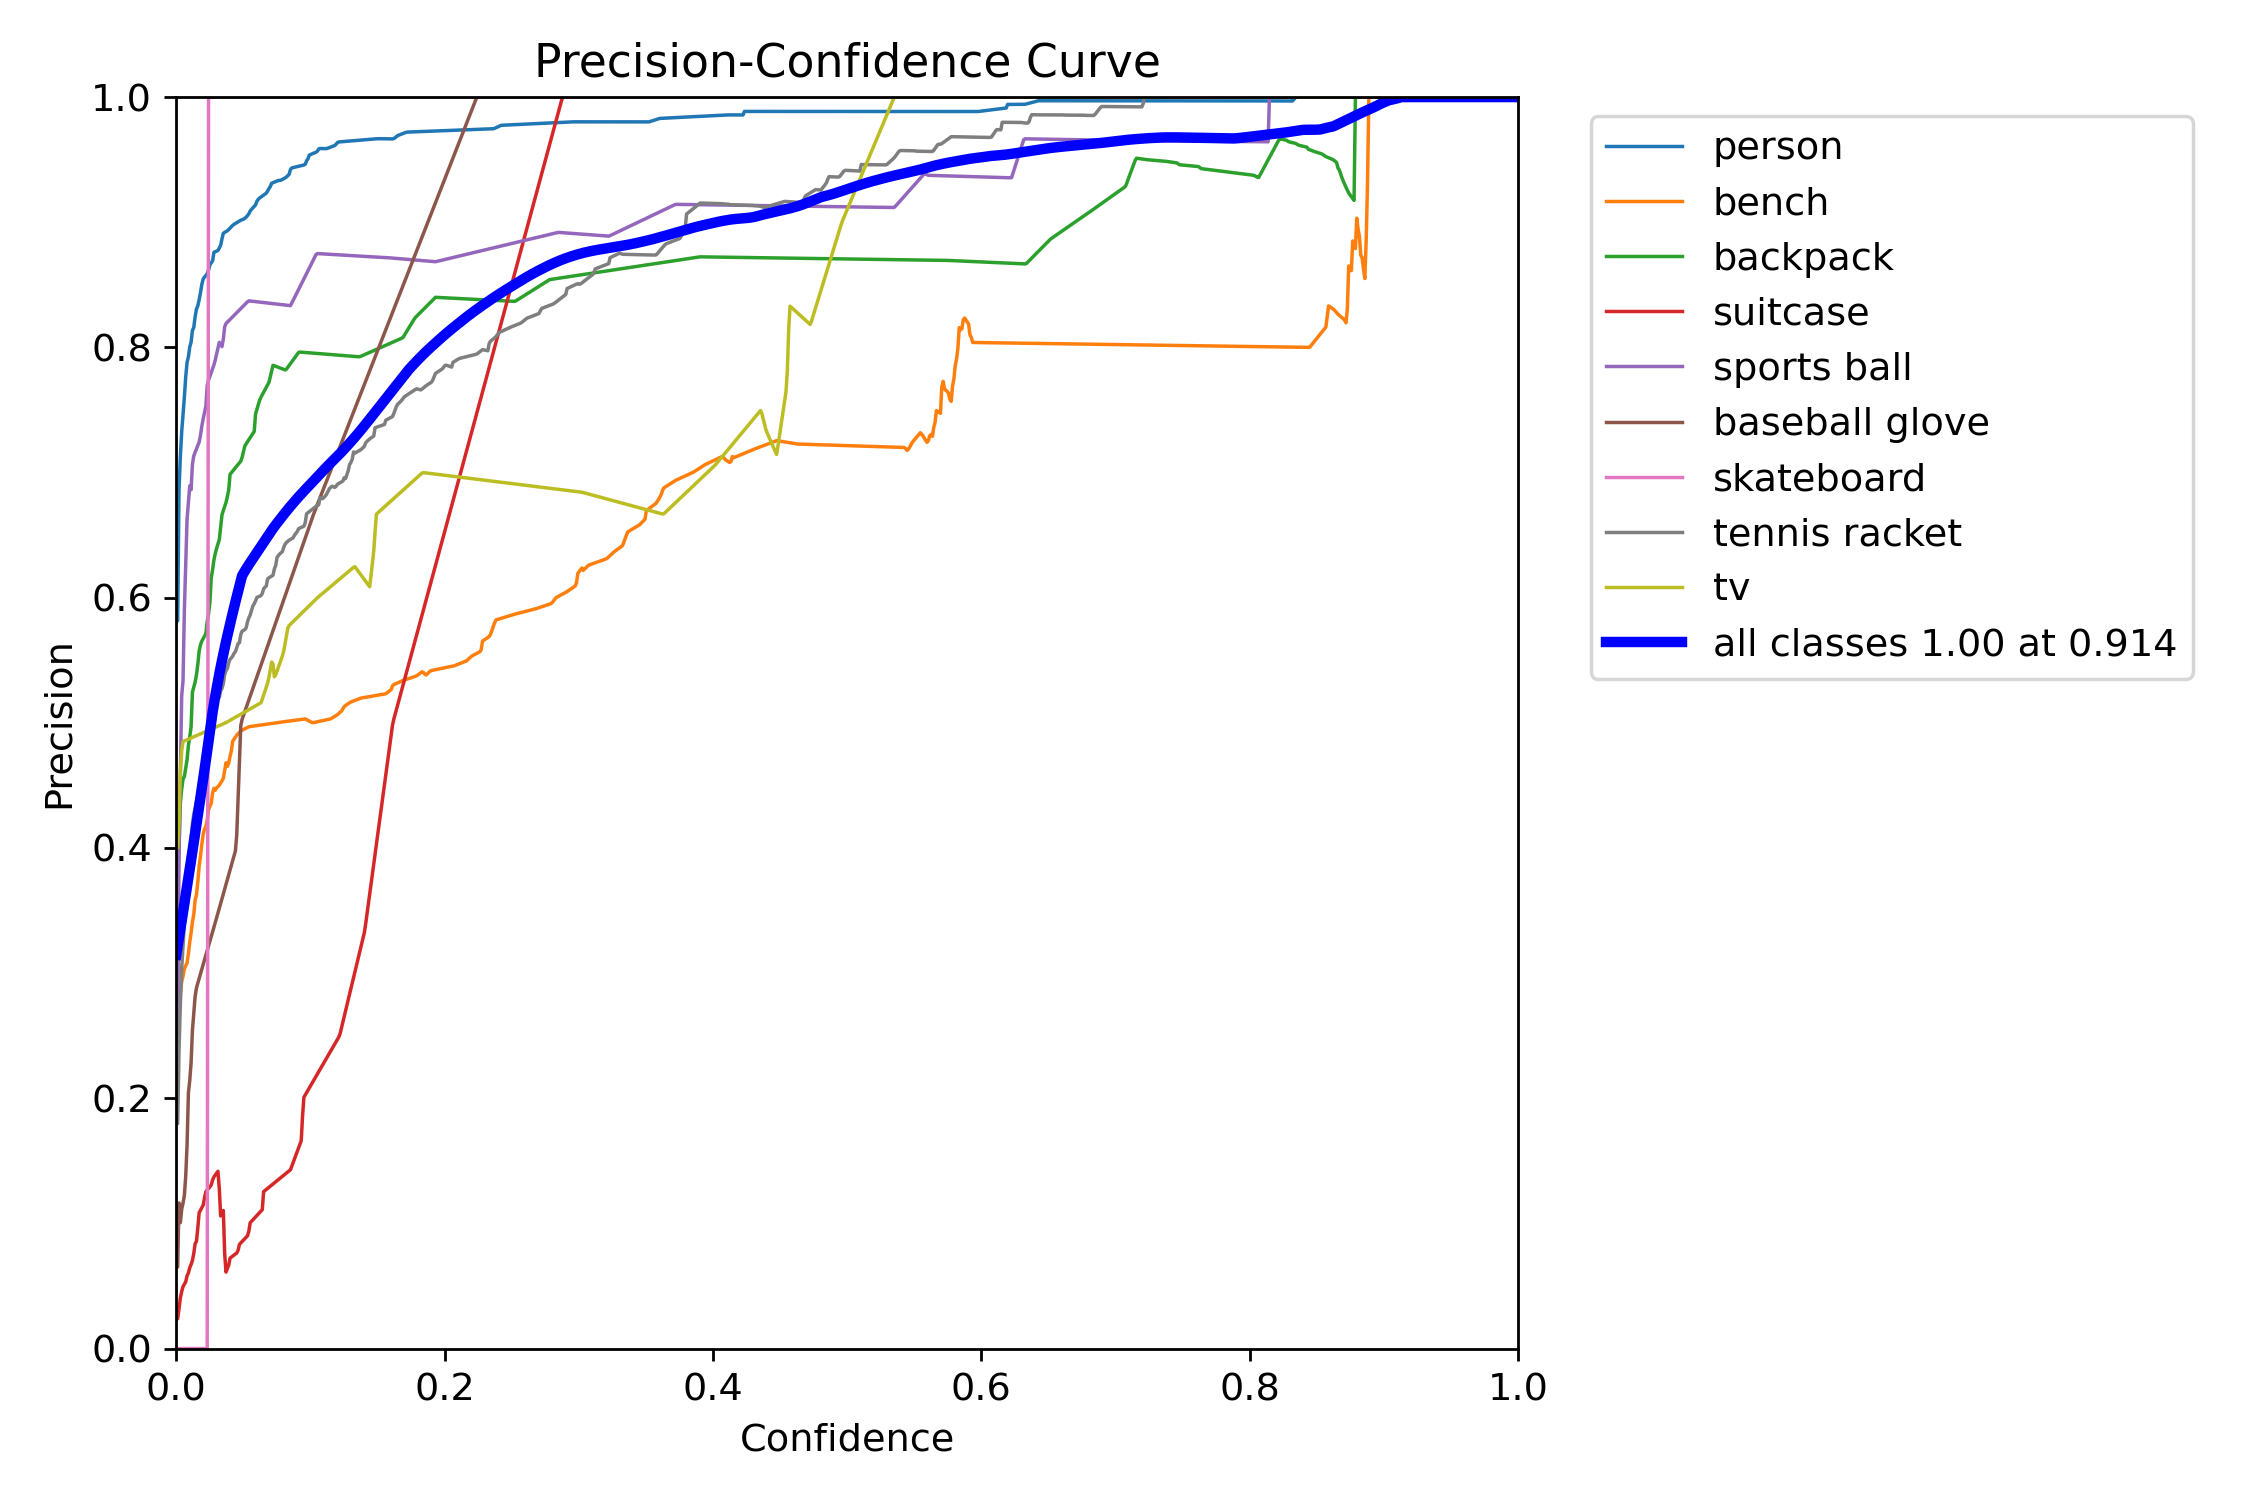 Precision-Confidence Curve
1.0
0.8
0.6
0.4
0.2
0.0
Precision
0.0 0.2 0.4 0.6 0.8 1.0
Confidence
person
bench
backpack
suitcase
sports ball
baseball glove
skateboard
tennis racket
tv
all classes 1.00 at 0.914